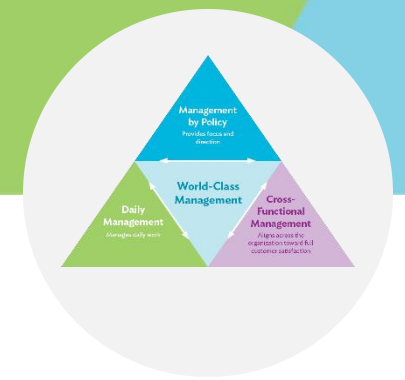 Management
by Policy
Provides focus and
direction
World-Class
Management
Daily
Management
Manages daily work
Cross-
Functional
Management
Aligns across the
organization toward full
customer satisfaction